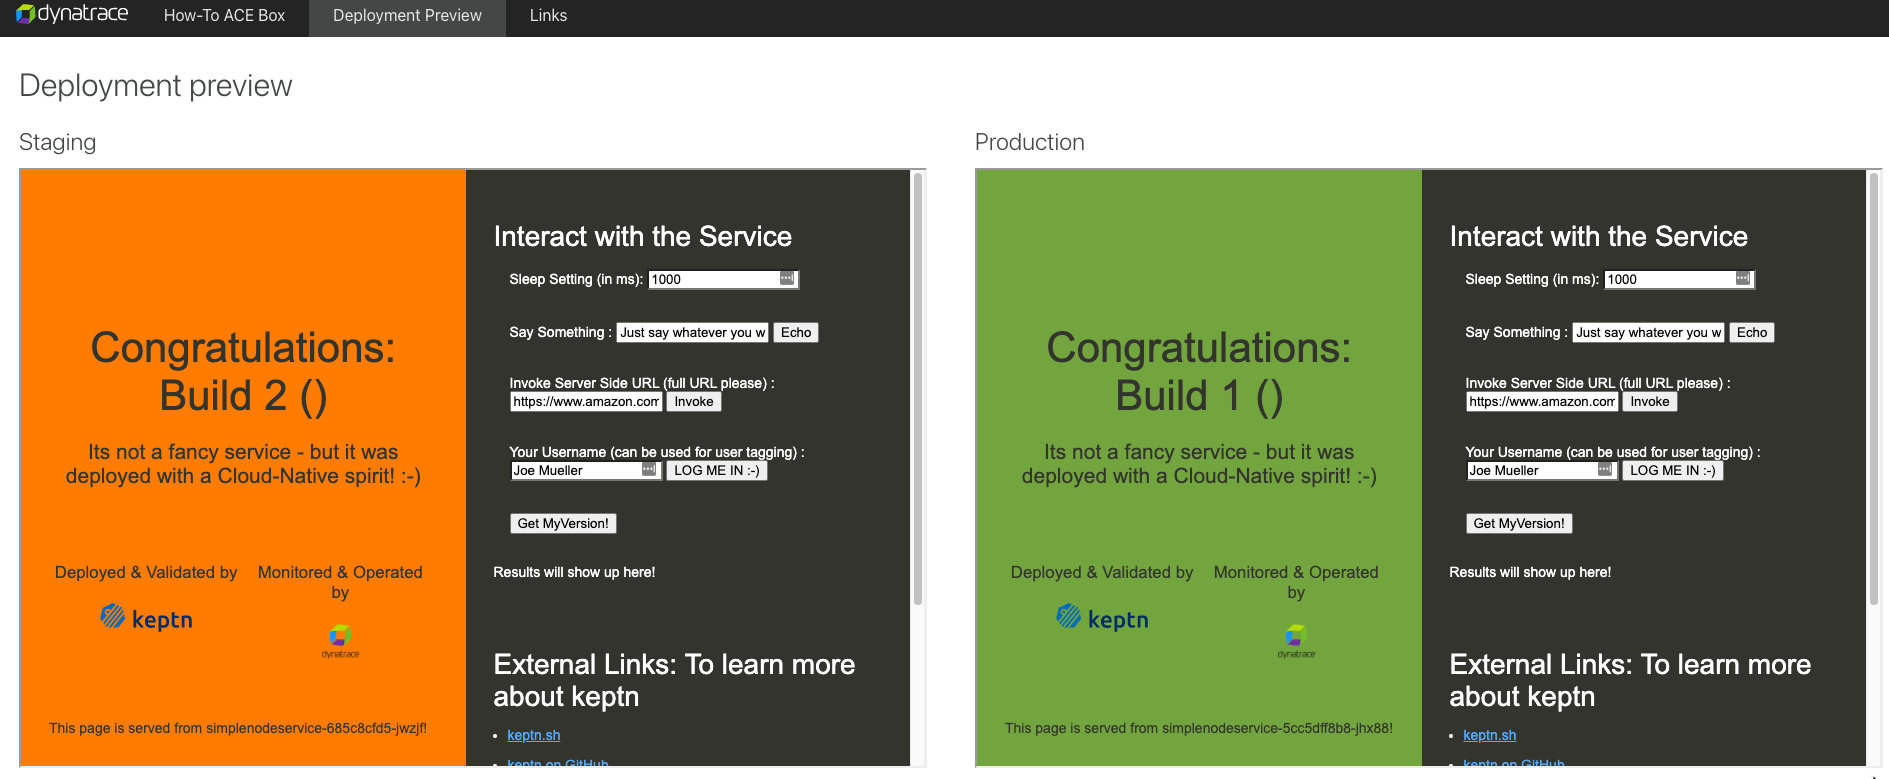 dynatrace How-To ACE Box Deployment Preview Links
Deployment preview
Staging
Congratulations:
Build 2 ()
Its not a fancy service - but it was
deployed with a Cloud-Native spirit! :-)
Deployed & Validated by
keptn
Monitored & Operated
by
dynatrace
This page is served from simplenodeservice-685c8cfd5-jwzjf!
Interact with the Service
Sleep Setting (in ms): 1000
Say Something : Just say whatever you w Echo
Invoke Server Side URL (full URL please) :
https://www.amazon.com Invoke
Your Username (can be used for user tagging) :
Joe Mueller LOG ME IN :-)
Get MyVersion!
Results will show up here!
External Links: To learn more
about keptn
• keptn.sh
• keptn on GitHub
Production
Congratulations:
Build 1 ()
Its not a fancy service - but it was
deployed with a Cloud-Native spirit! :-)
Deployed & Validated by
keptn
Monitored & Operated
by
dynatrace
This page is served from simplenodeservice-5cc5dff8b8-jhx88!
Interact with the Service
Sleep Setting (in ms): 1000
Say Something : Just say whatever you w Echo
Invoke Server Side URL (full URL please) :
https://www.amazon.com Invoke
Your Username (can be used for user tagging) :
Joe Mueller LOG ME IN :-)
Get MyVersion!
Results will show up here!
External Links: To learn more
about keptn
• keptn.sh
• keptn on GitHub